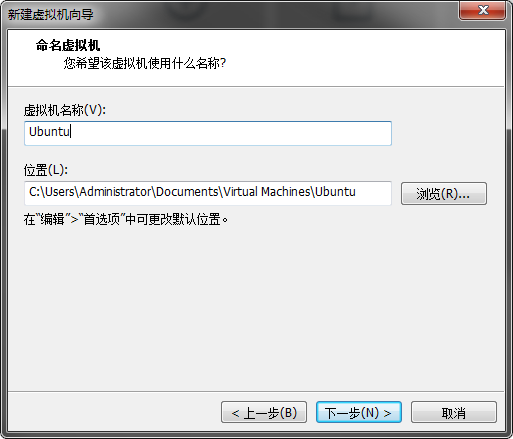 新建虚拟机向导
命名虚拟机
您希望该虚拟机使用什么名称?
虚拟机名称(V):
Ubuntu
位置(L):
C:\Users\Administrator\Documents\Virtual Machines\Ubuntu
浏览(R)...
在“编辑”>“首选项”中可更改默认位置。
< 上一步(B)
下一步(N) >
取消